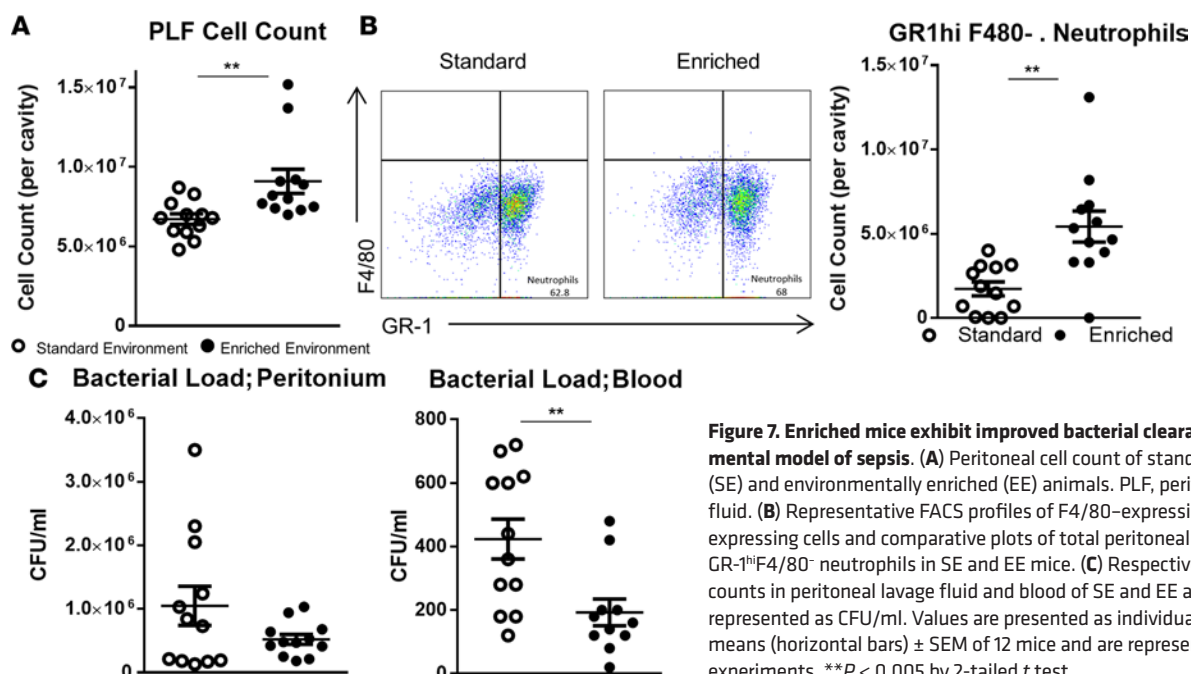 A
PLF Cell Count
Cell Count (per cavity)
1.5×10⁷
1.0×10⁷
5.0×10⁶
0
**
Standard Environment
Enriched Environment
B
Standard
Enriched
F4/80
GR-1
Neutrophils
62.8
Neutrophils
68
GR1hi F480- . Neutrophils
Cell Count (per cavity)
1.5×10⁷
1.0×10⁷
5.0×10⁶
0
**
Standard
Enriched
C
Bacterial Load;Peritonium
CFU/ml
4.0×10⁶
3.0×10⁶
2.0×10⁶
1.0×10⁶
0
Bacterial Load;Blood
CFU/ml
800
600
400
200
0
**
Figure 7. Enriched mice exhibit improved bacterial cleara
mental model of sepsis. (A) Peritoneal cell count of stand
(SE) and environmentally enriched (EE) animals. PLF, peri
fluid. (B) Representative FACS profiles of F4/80–expressi
expressing cells and comparative plots of total peritoneal
GR-1ʰⁱF4/80⁻ neutrophils in SE and EE mice. (C) Respectiv
counts in peritoneal lavage fluid and blood of SE and EE a
represented as CFU/ml. Values are presented as individua
means (horizontal bars) ± SEM of 12 mice and are represe
experiments. **P < 0.005 by 2-tailed t test.